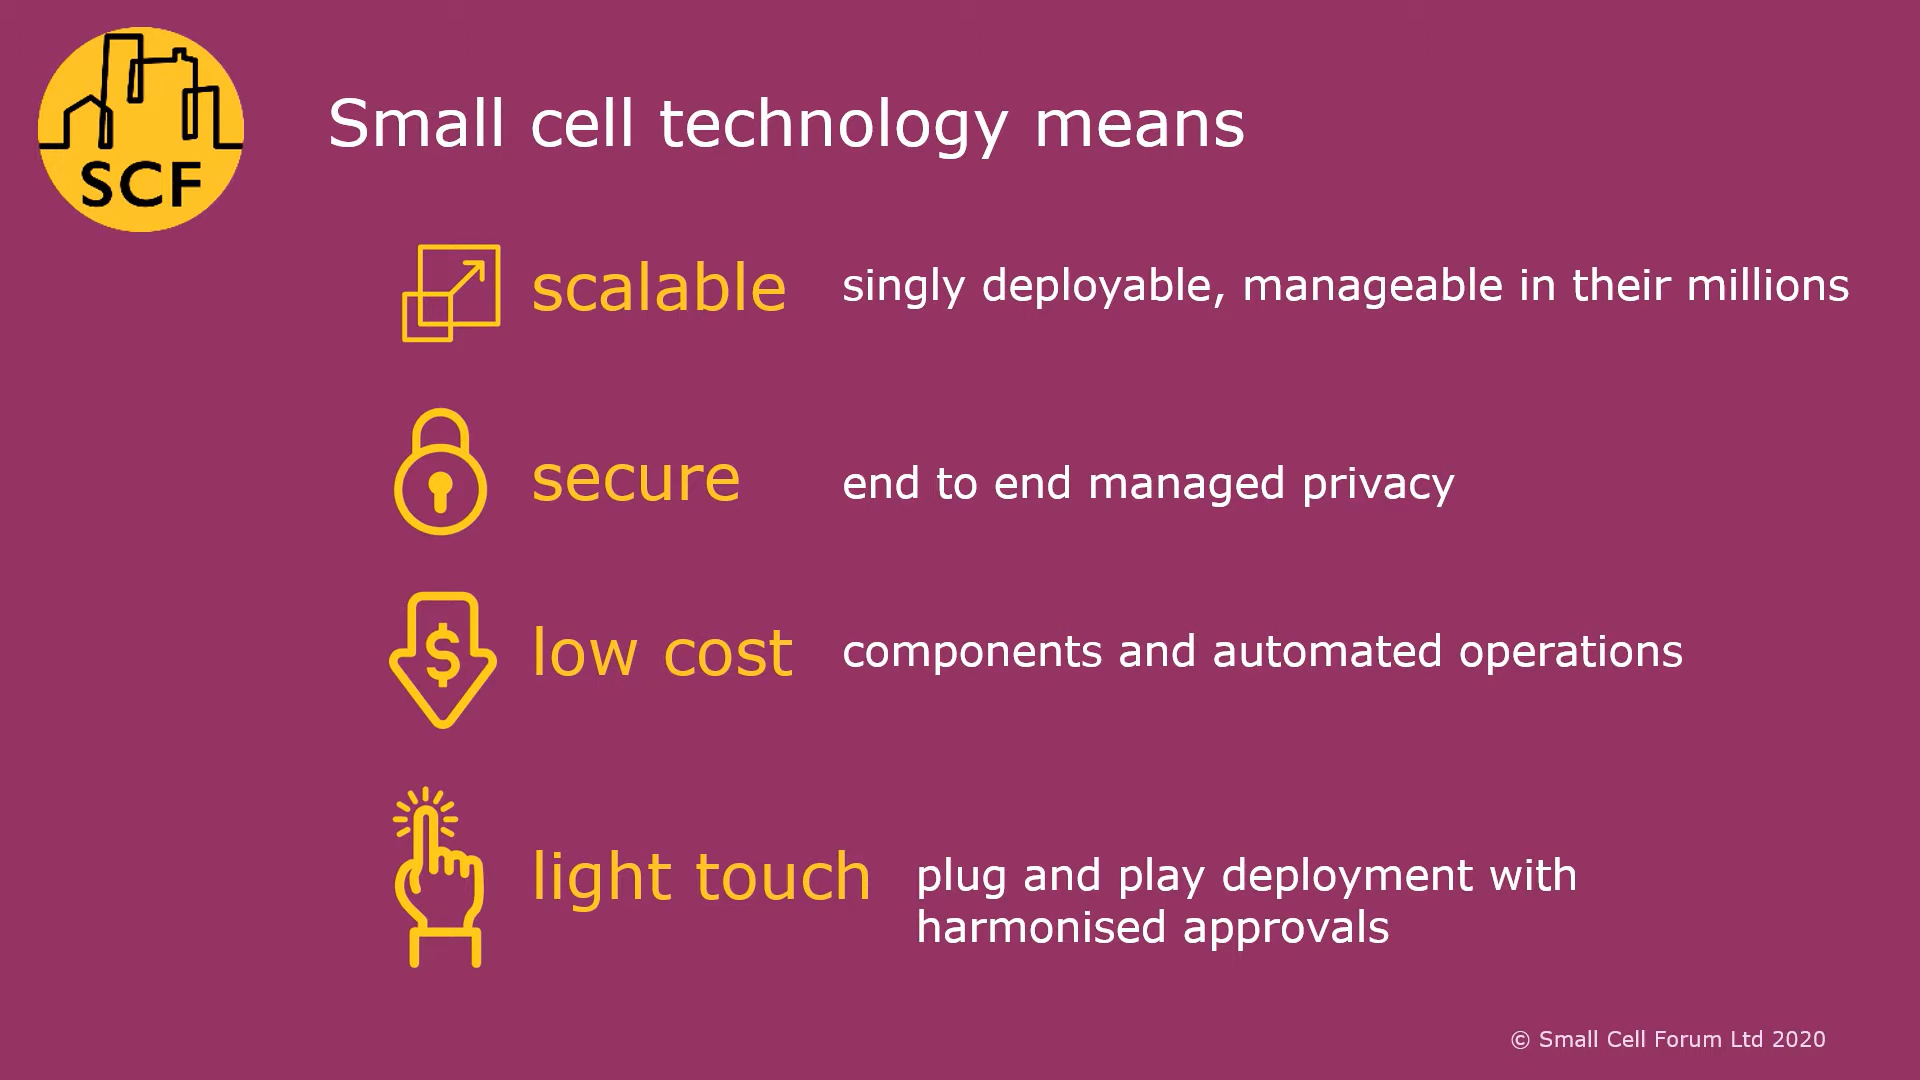 SCF
Small cell technology means
scalable singly deployable, manageable in their millions
secure end to end managed privacy
$
low cost components and automated operations
light touch plug and play deployment with
harmonised approvals
© Small Cell Forum Ltd 2020